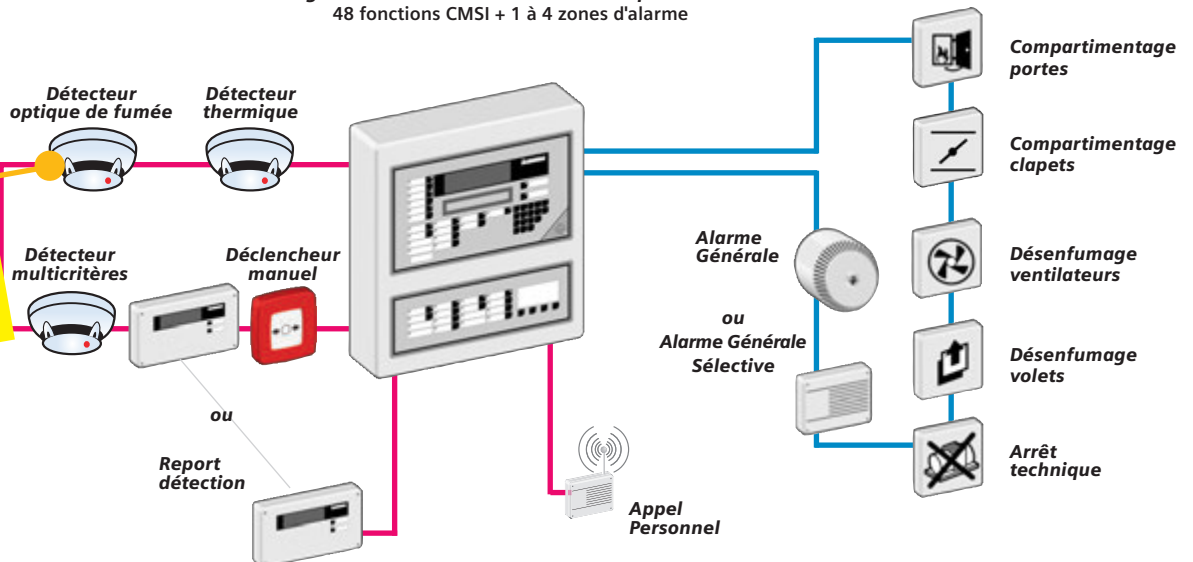 48 fonctions CMSI + 1 à 4 zones d'alarme
Détecteur
optique de fumée
Détecteur
thermique
Détecteur
multicritères
Déclencheur
manuel
ou
Report
détection
Appel
Personnel
Alarme
Générale
ou
Alarme Générale
Sélective
Compartimentage
portes
Compartimentage
clapets
Désenfumage
ventilateurs
Désenfumage
volets
Arrêt
technique